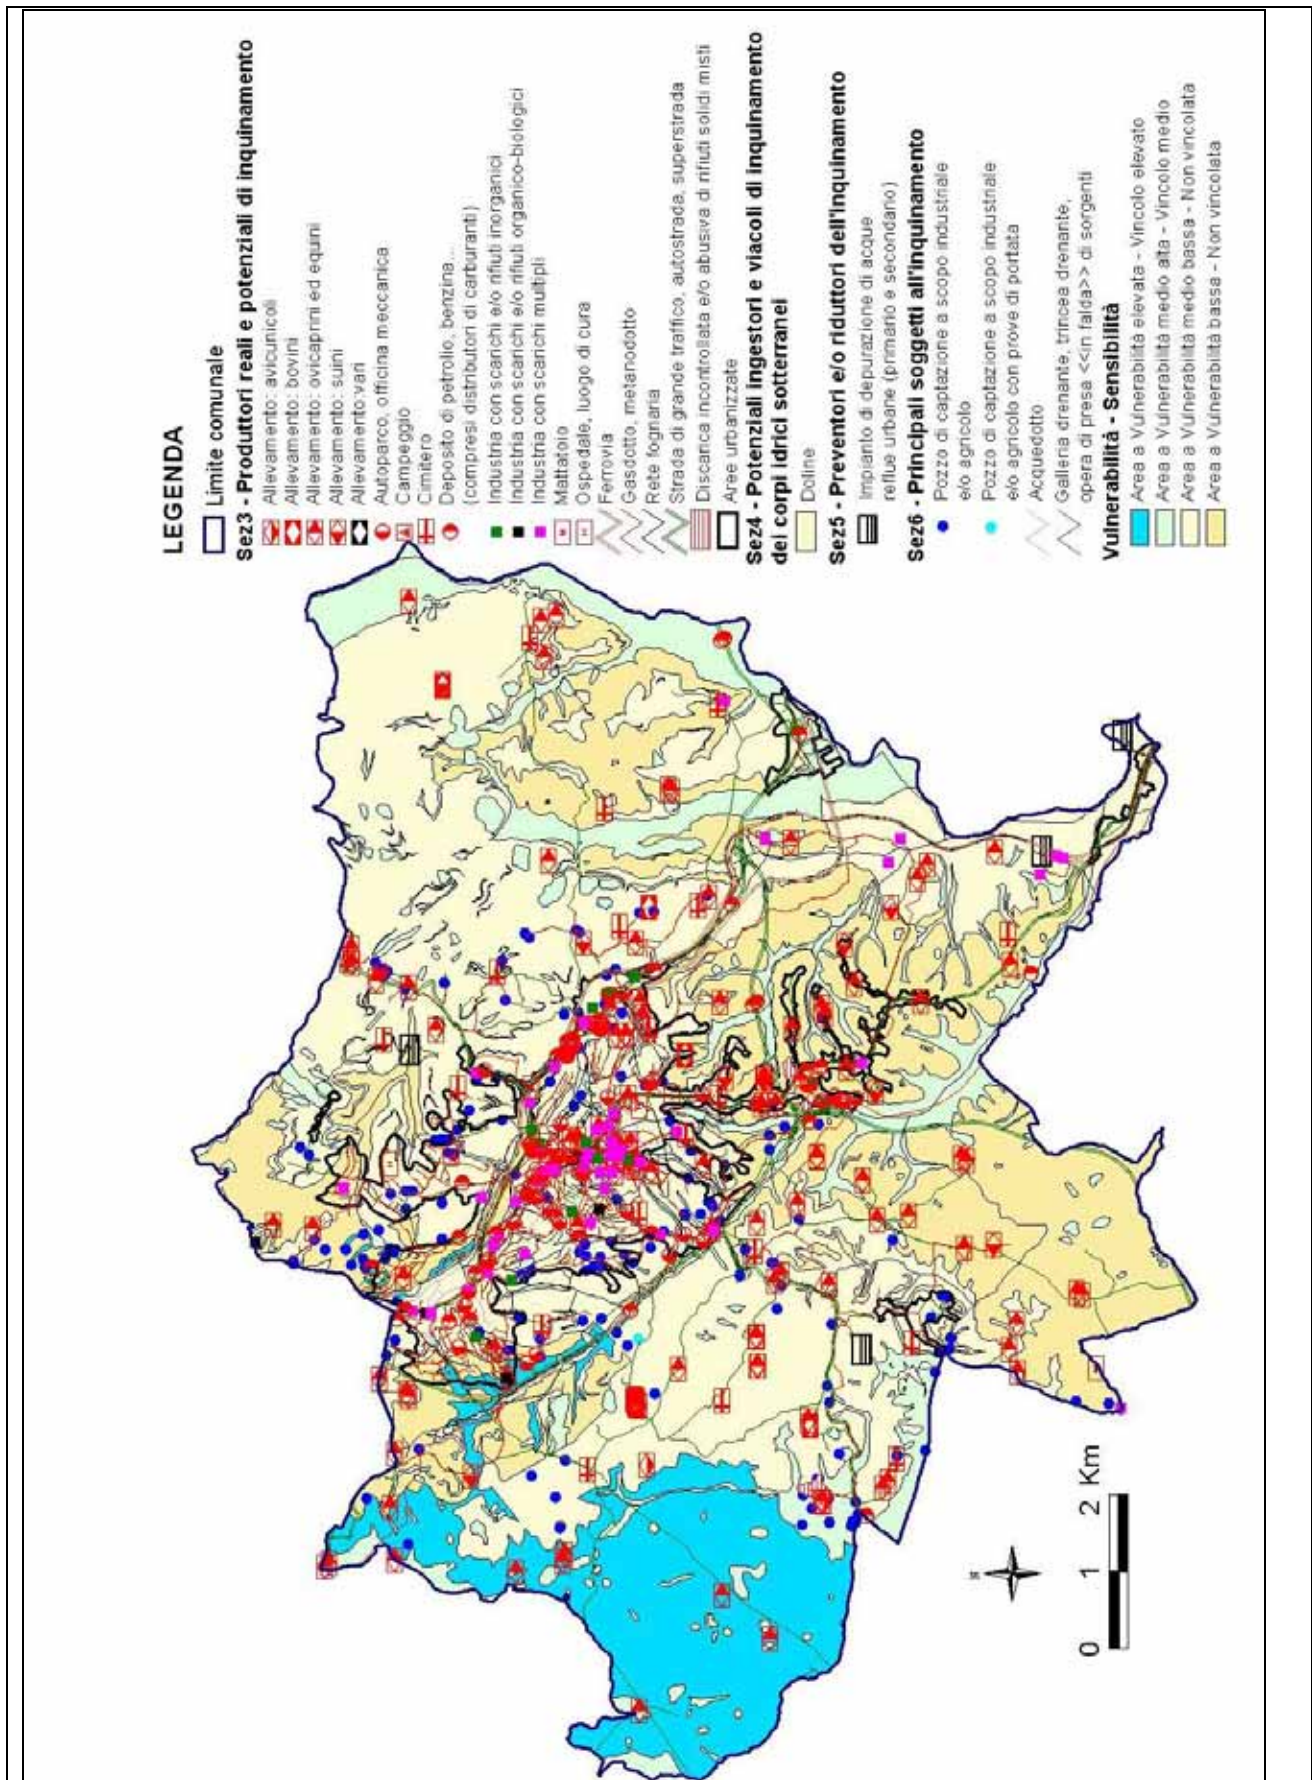 LEGENDA
Limite comunale
Sez3 - Produttori reali e potenziali di inquinamento
Allevamento: avicunicoli
Allevamento: bovini
Allevamento: ovicaprini ed equini
Allevamento: suini
Allevamento:vari
Autoparco, officina meccanica
Campeggio
Cimitero
Deposito di petrolio, benzina...
(compresi distributori di carburanti)
Industria con scarichi e/o rifiuti inorganici
Industria con scarichi e/o rifiuti organico-biologici
Industria con scarichi multipli
Mattatoio
Ospedale, luogo di cura
Ferrovia
Gasdotto, metanodotto
Rete fognaria
Strada di grande traffico, autostrada, superstrada
Discarica incontrollata e/o abusiva di rifiuti solidi misti
Aree urbanizzate
Sez4 - Potenziali ingestori e viacoli di inquinamento
dei corpi idrici sotterranei
Doline
Sez5 - Preventori e/o riduttori dell'inquinamento
Impianto di depurazione di acque
reflue urbane (primario e secondario)
Sez6 - Principali soggetti all'inquinamento
Pozzo di captazione a scopo industriale
e/o agricolo
Pozzo di captazione a scopo industriale
e/o agricolo con prove di portata
Acquedotto
Galleria drenante, trincea drenante,
opera di presa <<in falda>> di sorgenti
Vulnerabilità - Sensibilità
Area a Vulnerabilità elevata - Vincolo elevato
Area a Vulnerabilità medio alta - Vincolo medio
Area a Vulnerabilità medio bassa - Non vincolata
Area a Vulnerabilità bassa - Non vincolata
0 1 2 Km